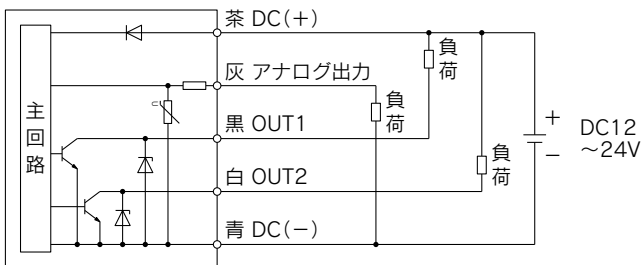 茶 DC(+)
灰 アナログ出力
黒 OUT1
白 OUT2
青 DC(−)
主回路
負荷
負荷
負荷
+
−
DC12
～24V